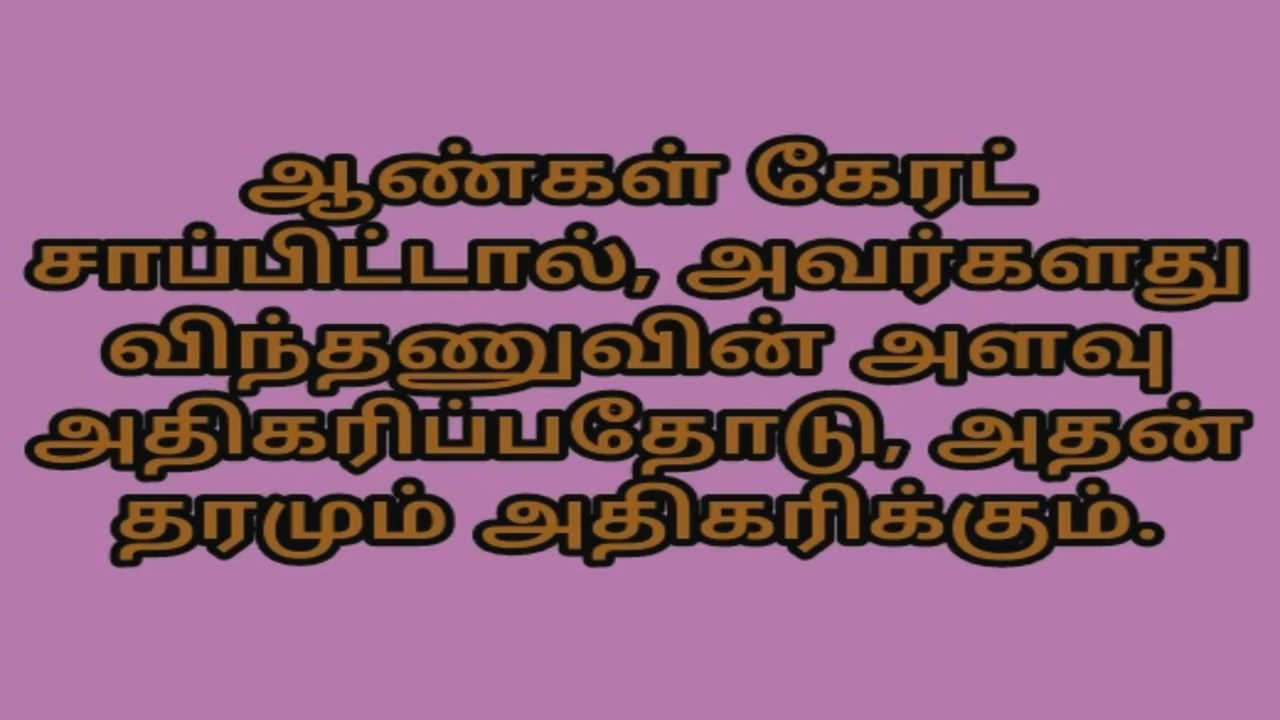 ஆண்கள் கேரட்
சாப்பிட்டால், அவர்களது
விந்தணுவின் அளவு
அதிகரிப்பதோடு, அதன்
தரமும் அதிகரிக்கும்.